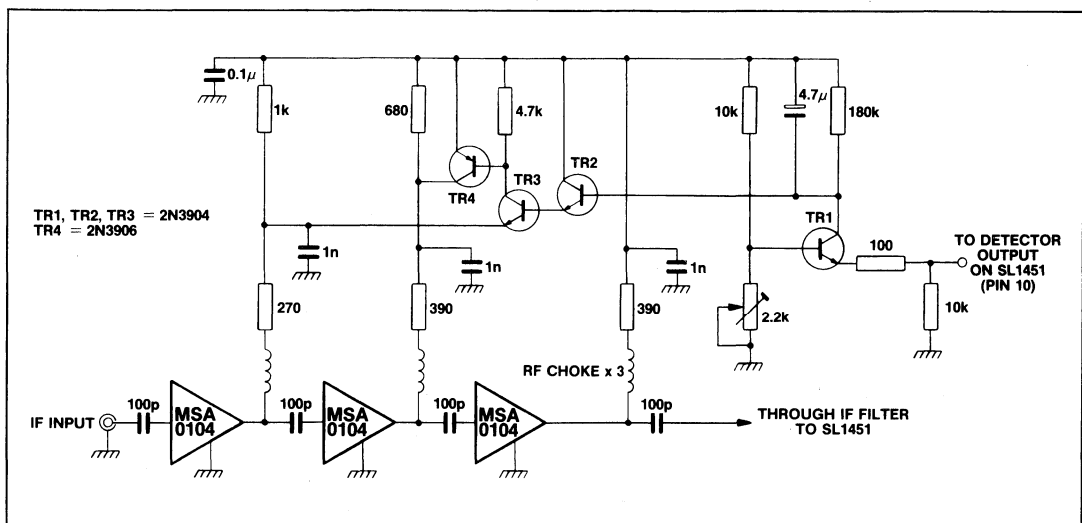 0.1μ
1k
680
4.7k
10k
4.7μ
180k
TR4
TR3
TR2
TR1
TR1, TR2, TR3 = 2N3904
TR4 = 2N3906
1n
1n
1n
100
TO DETECTOR
OUTPUT
ON SL1451
(PIN 10)
270
390
390
2.2k
10k
RF CHOKE x 3
IF INPUT
100p
MSA
0104
100p
MSA
0104
100p
MSA
0104
100p
THROUGH IF FILTER
TO SL1451